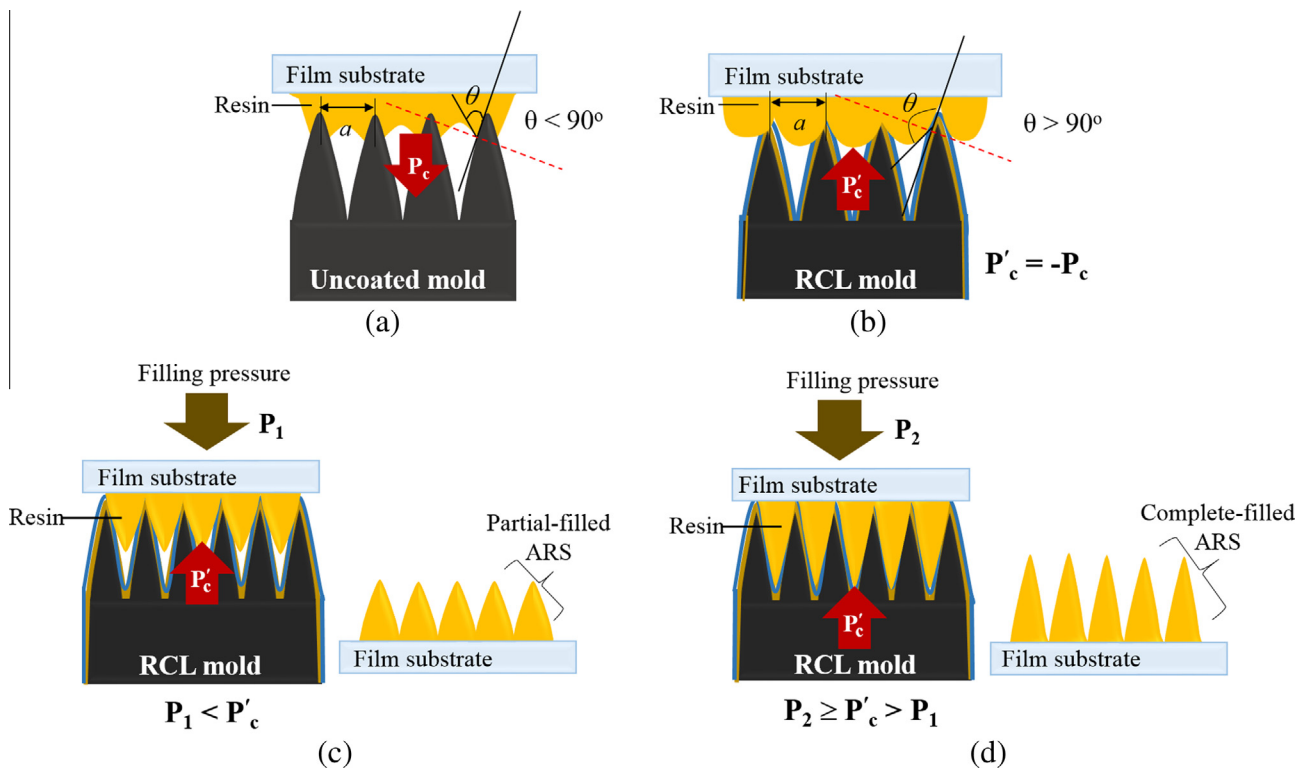 Film substrate
Resin
a
θ
θ < 90º
Pc
Uncoated mold
(a)
Film substrate
Resin
a
θ
θ > 90º
P′c
RCL mold
P′c = -Pc
(b)
Filling pressure
P1
Film substrate
Resin
P′c
RCL mold
P1 < P′c
Partial-filled
ARS
Film substrate
(c)
Filling pressure
P2
Film substrate
Resin
P′c
RCL mold
P2 ≥ P′c > P1
Complete-filled
ARS
Film substrate
(d)